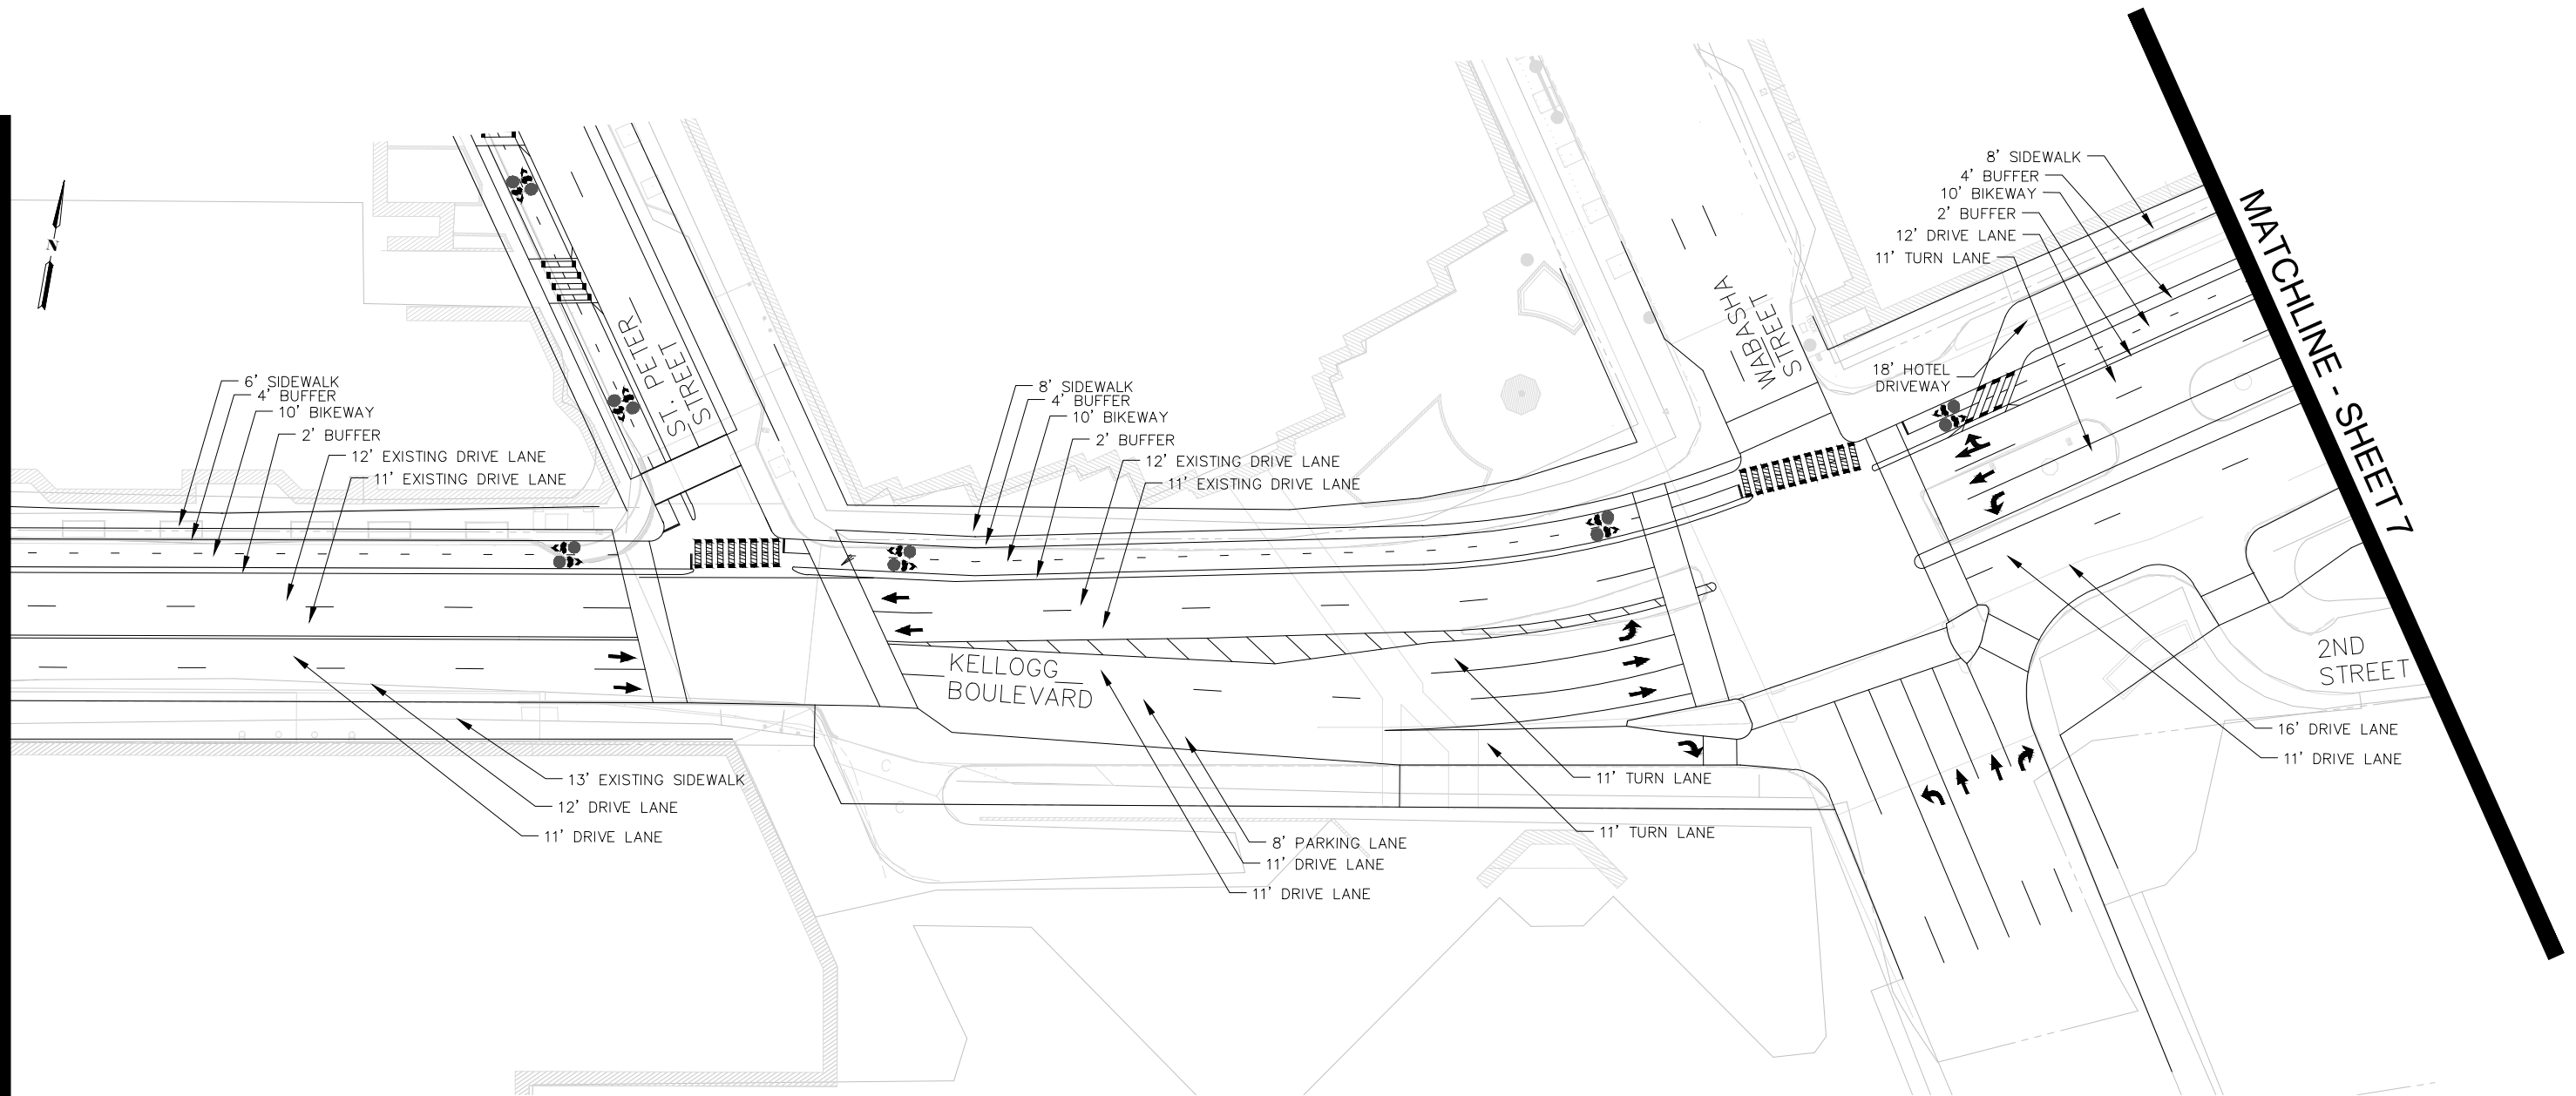 N
6' SIDEWALK
4' BUFFER
10' BIKEWAY
2' BUFFER
12' EXISTING DRIVE LANE
11' EXISTING DRIVE LANE
ST. PETER
STREET
8' SIDEWALK
4' BUFFER
10' BIKEWAY
2' BUFFER
12' EXISTING DRIVE LANE
11' EXISTING DRIVE LANE
WABASHA
STREET
8' SIDEWALK
4' BUFFER
10' BIKEWAY
2' BUFFER
12' DRIVE LANE
11' TURN LANE
18' HOTEL
DRIVEWAY
MATCHLINE - SHEET 7
KELLOGG
BOULEVARD
2ND
STREET
13' EXISTING SIDEWALK
12' DRIVE LANE
11' DRIVE LANE
8' PARKING LANE
11' DRIVE LANE
11' DRIVE LANE
11' TURN LANE
11' TURN LANE
16' DRIVE LANE
11' DRIVE LANE
C
C